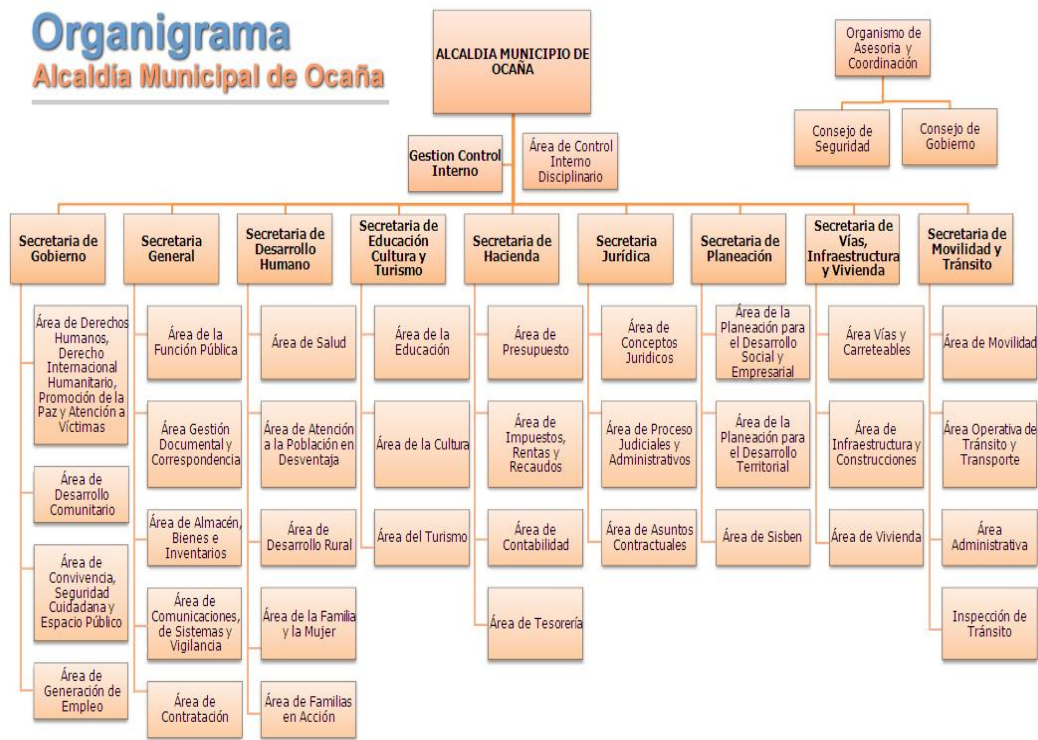 Organigrama
Alcaldía Municipal de Ocaña
ALCALDIA MUNICIPIO DE
OCAÑA
Organismo de
Asesoria y
Coordinación
Consejo de
Seguridad
Consejo de
Gobierno
Gestion Control
Interno
Área de Control
Interno
Disciplinario
Secretaria de
Gobierno
Área de Derechos
Humanos,
Derecho
Internacional
Humanitario,
Promoción de la
Paz y Atención a
Víctimas
Área de
Desarrollo
Comunitario
Área de
Convivencia,
Seguridad
Cuidadana y
Espacio Público
Área de
Generación de
Empleo
Secretaria
General
Área de la
Función Pública
Área Gestión
Documental y
Correspondencia
Área de Almacén,
Bienes e
Inventarios
Área de
Comunicaciones,
de Sistemas y
Vigilancia
Área de
Contratación
Secretaria de
Desarrollo
Humano
Área de Salud
Área de Atención
a la Población en
Desventaja
Área de
Desarrollo Rural
Área de la Familia
y la Mujer
Área de Familias
en Acción
Secretaria de
Educación
Cultura y
Turismo
Área de la
Educación
Área de la Cultura
Área del Turismo
Secretaria de
Hacienda
Área de
Presupuesto
Área de
Impuestos,
Rentas y
Recaudos
Área de
Contabilidad
Área de Tesorería
Secretaria
Jurídica
Área de
Conceptos
Juridicos
Área de Proceso
Judiciales y
Administrativos
Área de Asuntos
Contractuales
Secretaria de
Planeación
Área de la
Planeación para
el Desarrollo
Social y
Empresarial
Área de la
Planeación para
el Desarrollo
Territorial
Área de Sisben
Secretaria de
Vías,
Infraestructura
y Vivienda
Área Vías y
Carreteables
Área de
Infraestructura y
Construcciones
Área de Vivienda
Secretaria de
Movilidad y
Tránsito
Área de Movilidad
Área Operativa de
Tránsito y
Transporte
Área
Administrativa
Inspección de
Tránsito